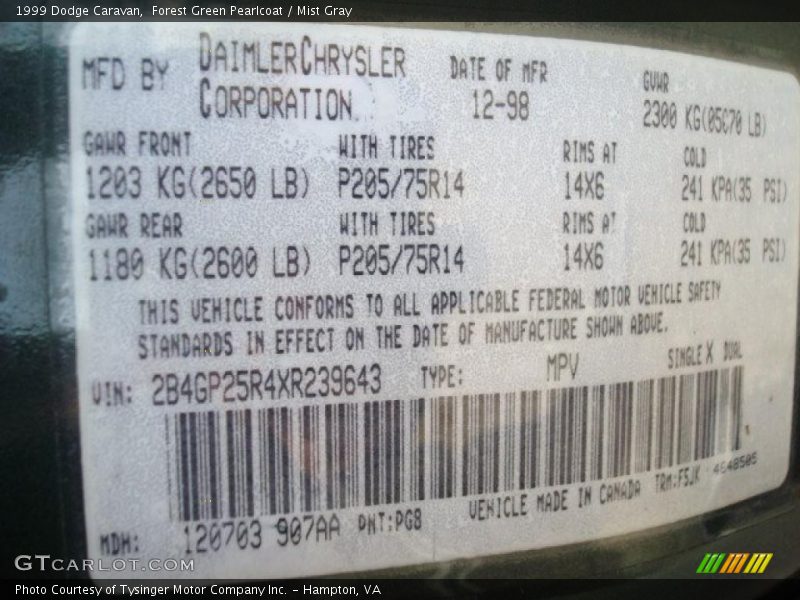 1999 Dodge Caravan, Forest Green Pearlcoat / Mist Gray
MFD BY DAIMLERCHRYSLER CORPORATION DATE OF MFR 12-98 GVWR 2300 KG(05670 LB)
GAWR FRONT WITH TIRES RIMS AT COLD
1203 KG(2650 LB) P205/75R14 14X6 241 KPA(35 PSI)
GAWR REAR WITH TIRES RIMS AT COLD
1180 KG(2600 LB) P205/75R14 14X6 241 KPA(35 PSI)
THIS VEHICLE CONFORMS TO ALL APPLICABLE FEDERAL MOTOR VEHICLE SAFETY
STANDARDS IN EFFECT ON THE DATE OF MANUFACTURE SHOWN ABOVE.
VIN: 2B4GP25R4XR239643 TYPE: MPV SINGLE X DUAL
MDH: 120703 907AA PNT:PG8 VEHICLE MADE IN CANADA TRM:F5JK 4648505
GTCARLOT.COM
Photo Courtesy of Tysinger Motor Company Inc. - Hampton, VA